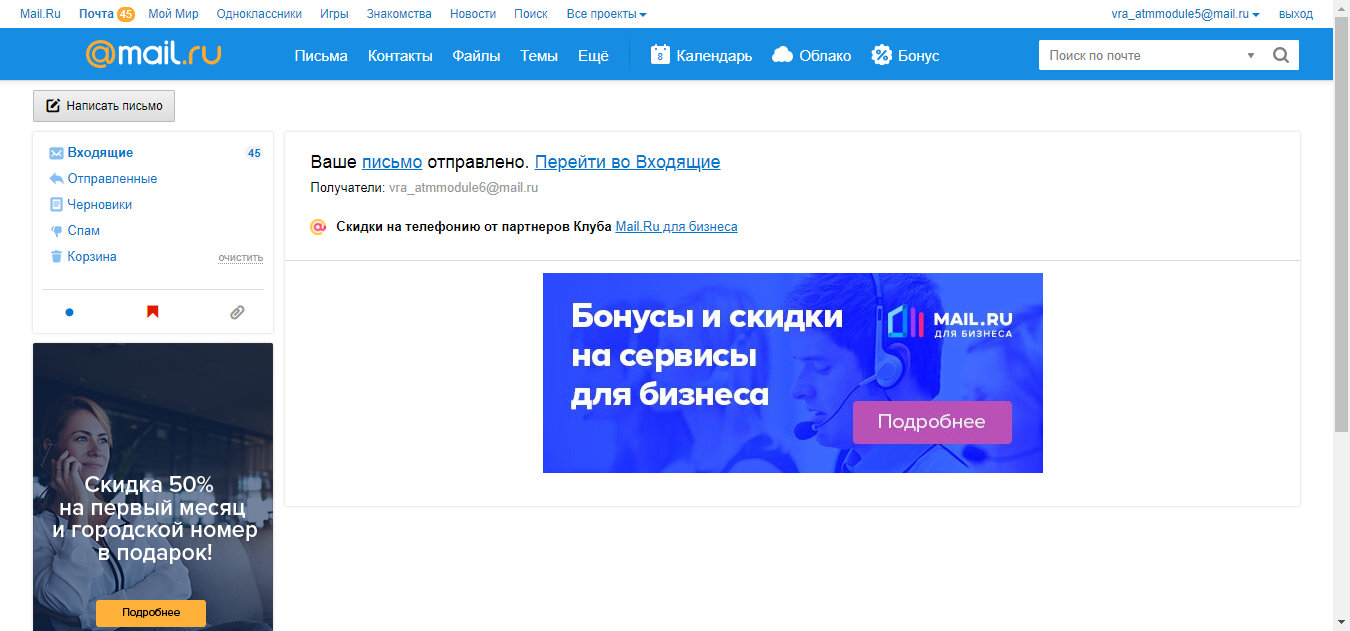 Mail.Ru Почта 45 Мой Мир Одноклассники Игры Знакомства Новости Поиск Все проекты vra_atmmodule5@mail.ru выход
@mail.ru Письма Контакты Файлы Темы Ещё 8 Календарь Облако Бонус Поиск по почте
Написать письмо
Входящие 45
Отправленные
Черновики
Спам
Корзина очистить
Ваше письмо отправлено. Перейти во Входящие
Получатели: vra_atmmodule6@mail.ru
Скидки на телефонию от партнеров Клуба Mail.Ru для бизнеса
Бонусы и скидки
на сервисы
для бизнеса
MAIL.RU
ДЛЯ БИЗНЕСА
Подробнее
Скидка 50%
на первый месяц
и городской номер
в подарок!
Подробнее